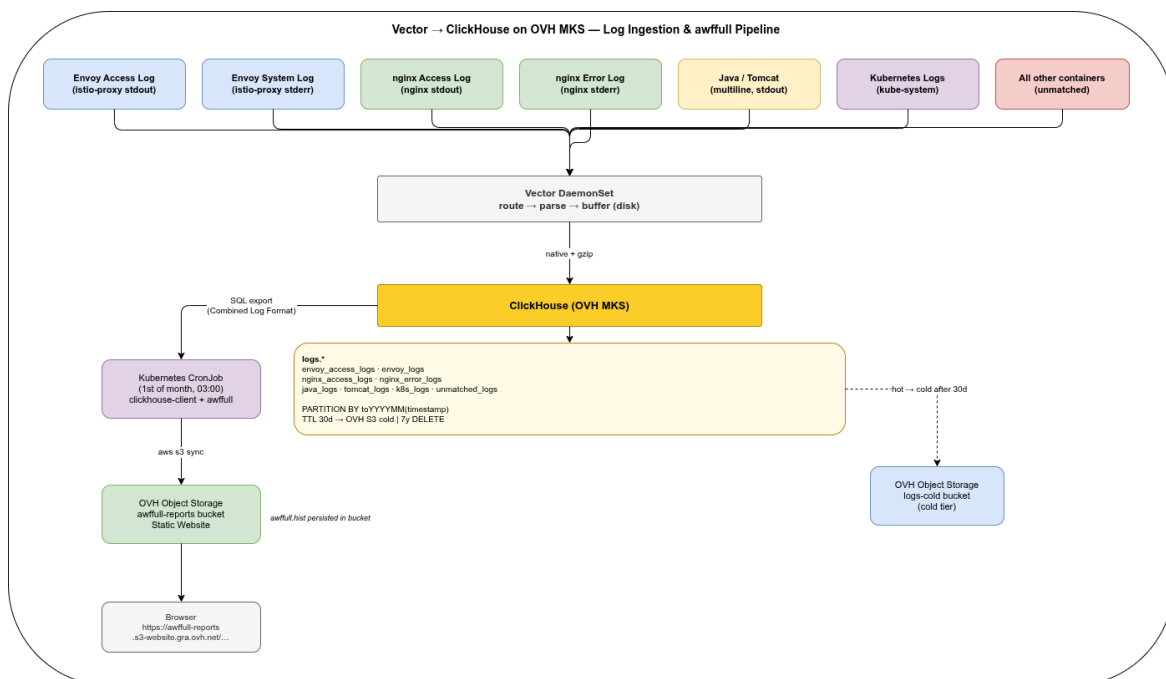 Vector → ClickHouse on OVH MKS — Log Ingestion & awffull Pipeline
Envoy Access Log
(istio-proxy stdout)
Envoy System Log
(istio-proxy stderr)
nginx Access Log
(nginx stdout)
nginx Error Log
(nginx stderr)
Java / Tomcat
(multiline, stdout)
Kubernetes Logs
(kube-system)
All other containers
(unmatched)
Vector DaemonSet
route → parse → buffer (disk)
native + gzip
ClickHouse (OVH MKS)
SQL export
(Combined Log Format)
logs.*
envoy_access_logs · envoy_logs
nginx_access_logs · nginx_error_logs
java_logs · tomcat_logs · k8s_logs · unmatched_logs
PARTITION BY toYYYYMM(timestamp)
TTL 30d → OVH S3 cold | 7y DELETE
hot → cold after 30d
Kubernetes CronJob
(1st of month, 03:00)
clickhouse-client + awffull
aws s3 sync
OVH Object Storage
awffull-reports bucket
Static Website
awffull.hist persisted in bucket
OVH Object Storage
logs-cold bucket
(cold tier)
Browser
https://awffull-reports
.s3-website.gra.ovh.net/…